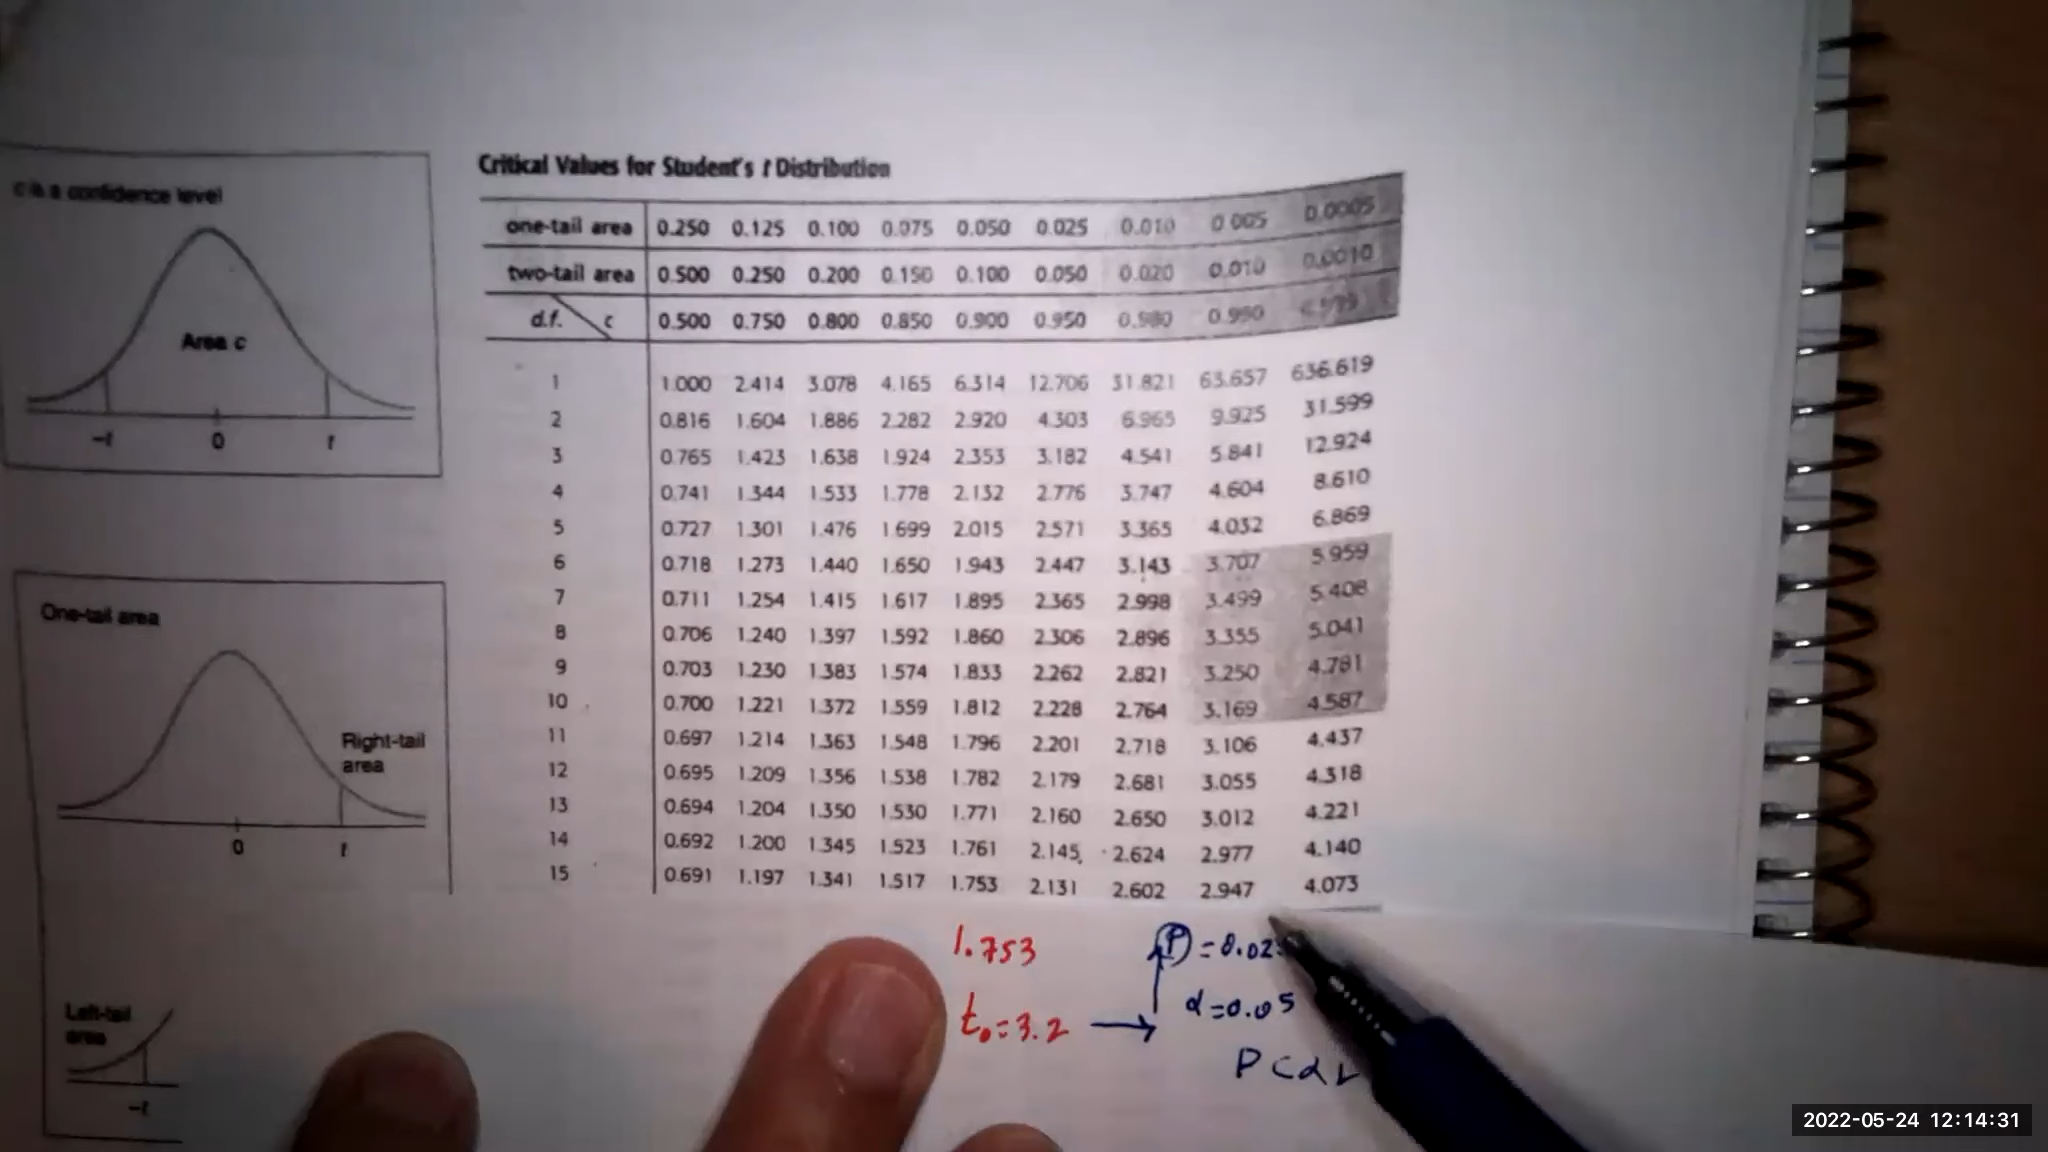 c is a confidence level
Area c
-t 0 t
One-tail area
Right-tail
area
0 t
Left-tail
area
-t
Critical Values for Student's t Distribution
one-tail area 0.250 0.125 0.100 0.075 0.050 0.025 0.010 0.005 0.0005
two-tail area 0.500 0.250 0.200 0.150 0.100 0.050 0.020 0.010 0.0010
d.f. c 0.500 0.750 0.800 0.850 0.900 0.950 0.980 0.990
1 1.000 2.414 3.078 4.165 6.314 12.706 31.821 63.657 636.619
2 0.816 1.604 1.886 2.282 2.920 4.303 6.965 9.925 31.599
3 0.765 1.423 1.638 1.924 2.353 3.182 4.541 5.841 12.924
4 0.741 1.344 1.533 1.778 2.132 2.776 3.747 4.604 8.610
5 0.727 1.301 1.476 1.699 2.015 2.571 3.365 4.032 6.869
6 0.718 1.273 1.440 1.650 1.943 2.447 3.143 3.707 5.959
7 0.711 1.254 1.415 1.617 1.895 2.365 2.998 3.499 5.408
8 0.706 1.240 1.397 1.592 1.860 2.306 2.896 3.355 5.041
9 0.703 1.230 1.383 1.574 1.833 2.262 2.821 3.250 4.781
10 0.700 1.221 1.372 1.559 1.812 2.228 2.764 3.169 4.587
11 0.697 1.214 1.363 1.548 1.796 2.201 2.718 3.106 4.437
12 0.695 1.209 1.356 1.538 1.782 2.179 2.681 3.055 4.318
13 0.694 1.204 1.350 1.530 1.771 2.160 2.650 3.012 4.221
14 0.692 1.200 1.345 1.523 1.761 2.145 2.624 2.977 4.140
15 0.691 1.197 1.341 1.517 1.753 2.131 2.602 2.947 4.073
1.753
P = 0.02
t₀ = 3.2 →
α = 0.05
P < α
2022-05-24 12:14:31